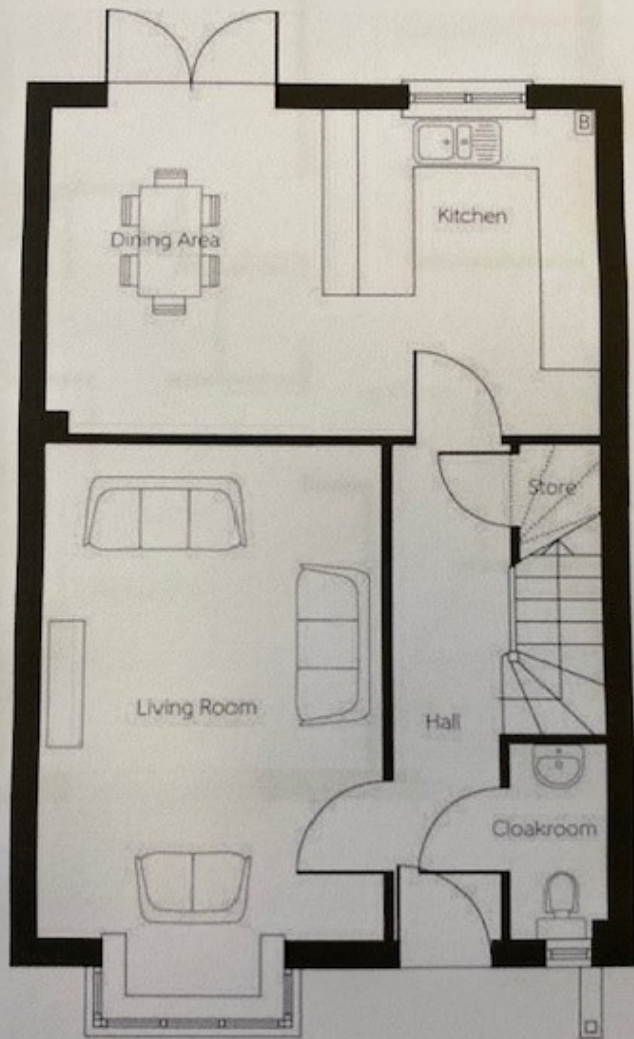 Dining Area
Kitchen
B
Store
Living Room
Hall
Cloakroom